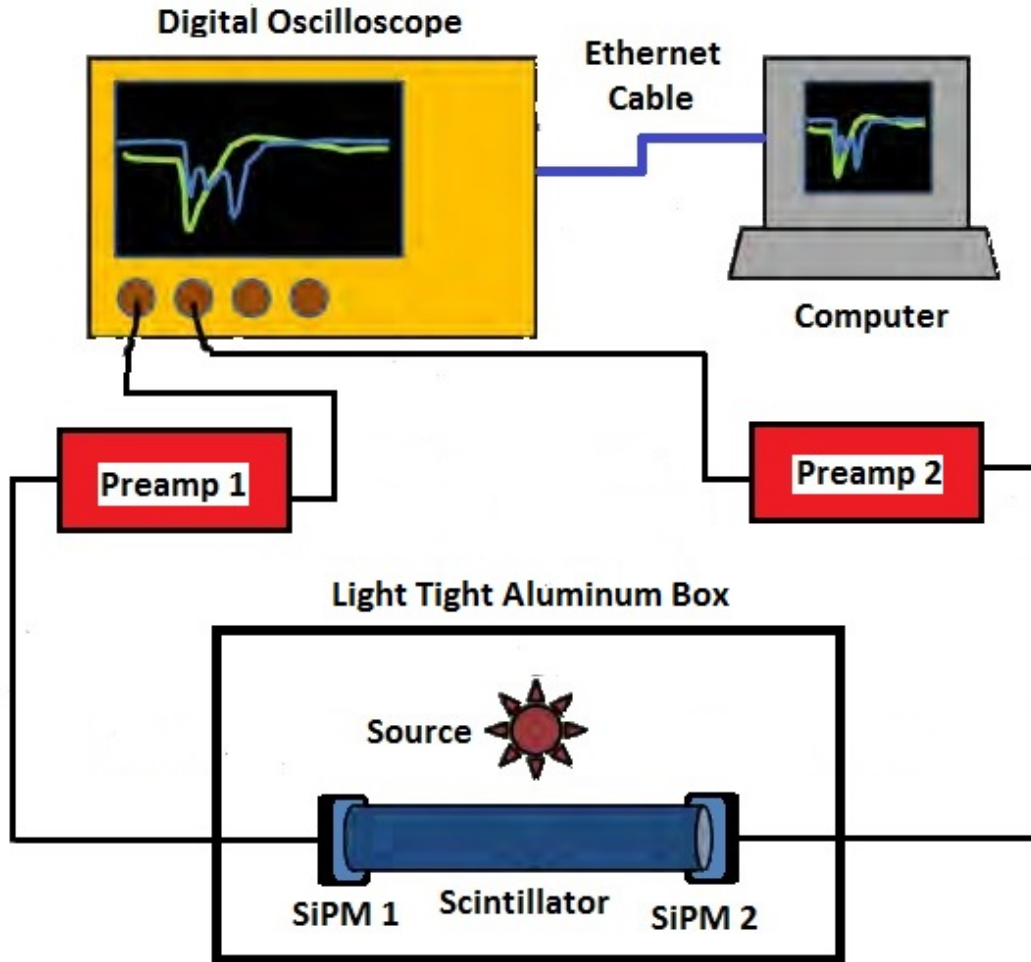 Digital Oscilloscope
Ethernet
Cable
Computer
Preamp 1
Preamp 2
Light Tight Aluminum Box
Source
Scintillator
SiPM 1
SiPM 2